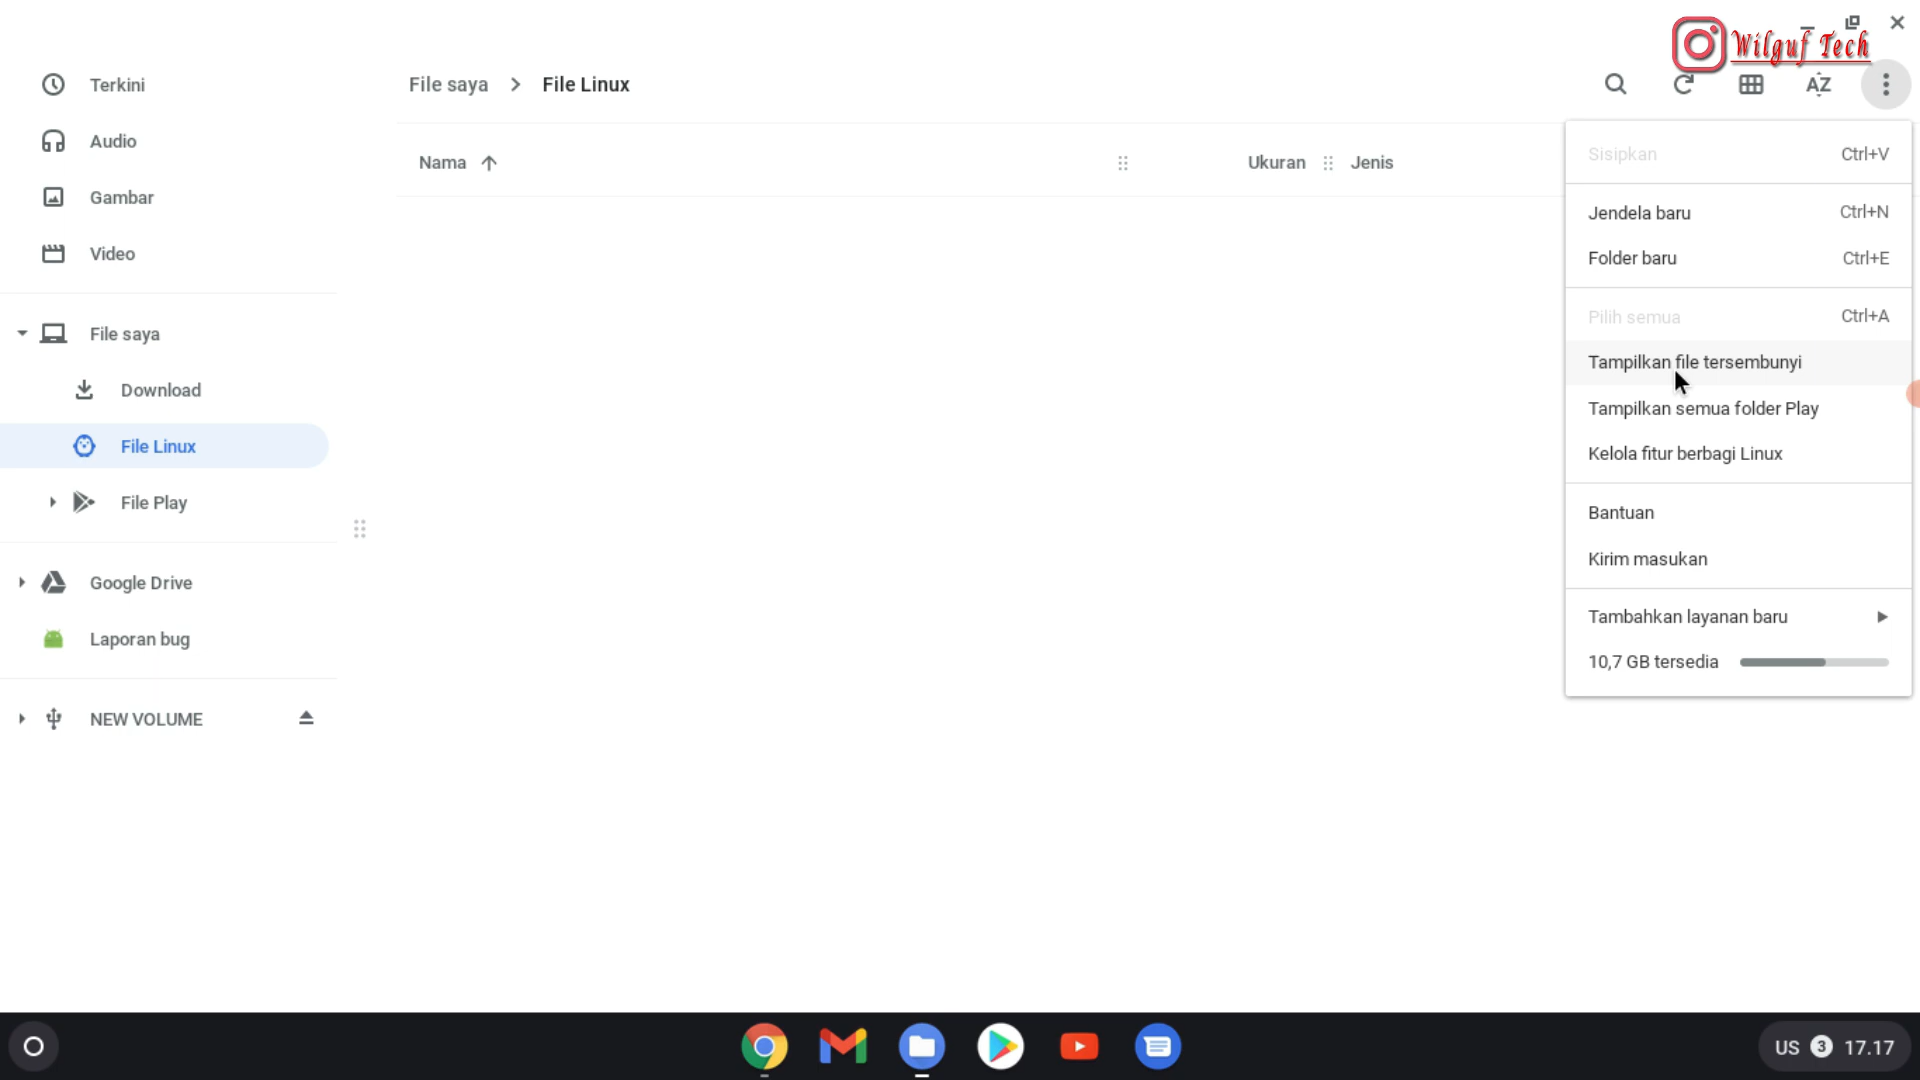 Wilguf Tech
Terkini
Audio
Gambar
Video
File saya
Download
File Linux
File Play
Google Drive
Laporan bug
NEW VOLUME
File saya > File Linux
AZ
Nama
Ukuran
Jenis
Sisipkan Ctrl+V
Jendela baru Ctrl+N
Folder baru Ctrl+E
Pilih semua Ctrl+A
Tampilkan file tersembunyi
Tampilkan semua folder Play
Kelola fitur berbagi Linux
Bantuan
Kirim masukan
Tambahkan layanan baru
10,7 GB tersedia
US 3 17.17